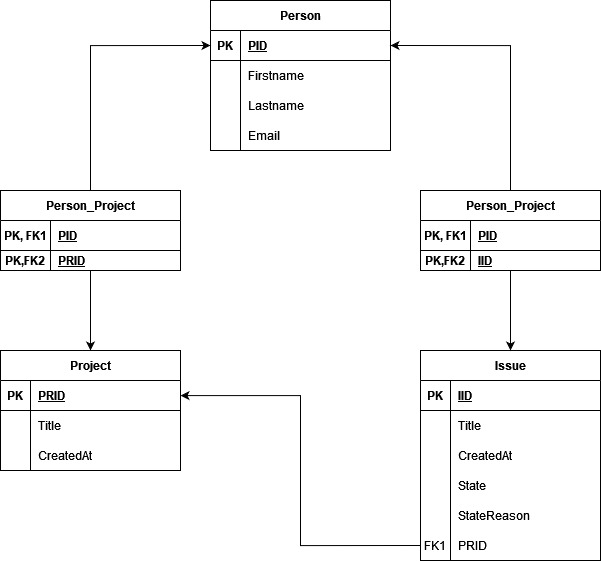 Person
PK PID
Firstname
Lastname
Email
Person_Project
PK, FK1 PID
PK,FK2 PRID
Person_Project
PK, FK1 PID
PK,FK2 IID
Project
PK PRID
Title
CreatedAt
Issue
PK IID
Title
CreatedAt
State
StateReason
FK1 PRID